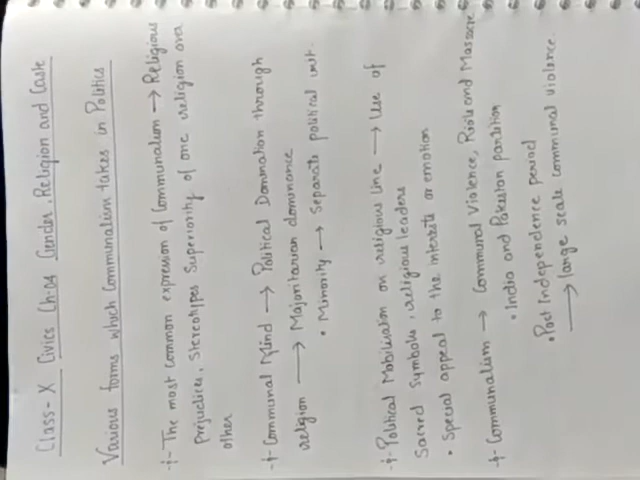 Class-X Civics Ch-04 Gender, Religion and Caste
Various forms which Communalism takes in Politics
-|- The most common expression of Communalism → Religious
Prejudices, Stereotypes Superiority of one religion over
other
-|- Communal Mind → Political Domination through
religion → Majoritarian dominance
• Minority → Separate political unit.
-|- Political Mobilisation on religious line → Use of
Sacred Symbols, religious leaders
• Special appeal to the interests or emotion
-|- Communalism → Communal Violence, Riots and Massacre
• India and Pakistan partition
• Post Independence period
→ large scale communal violence.